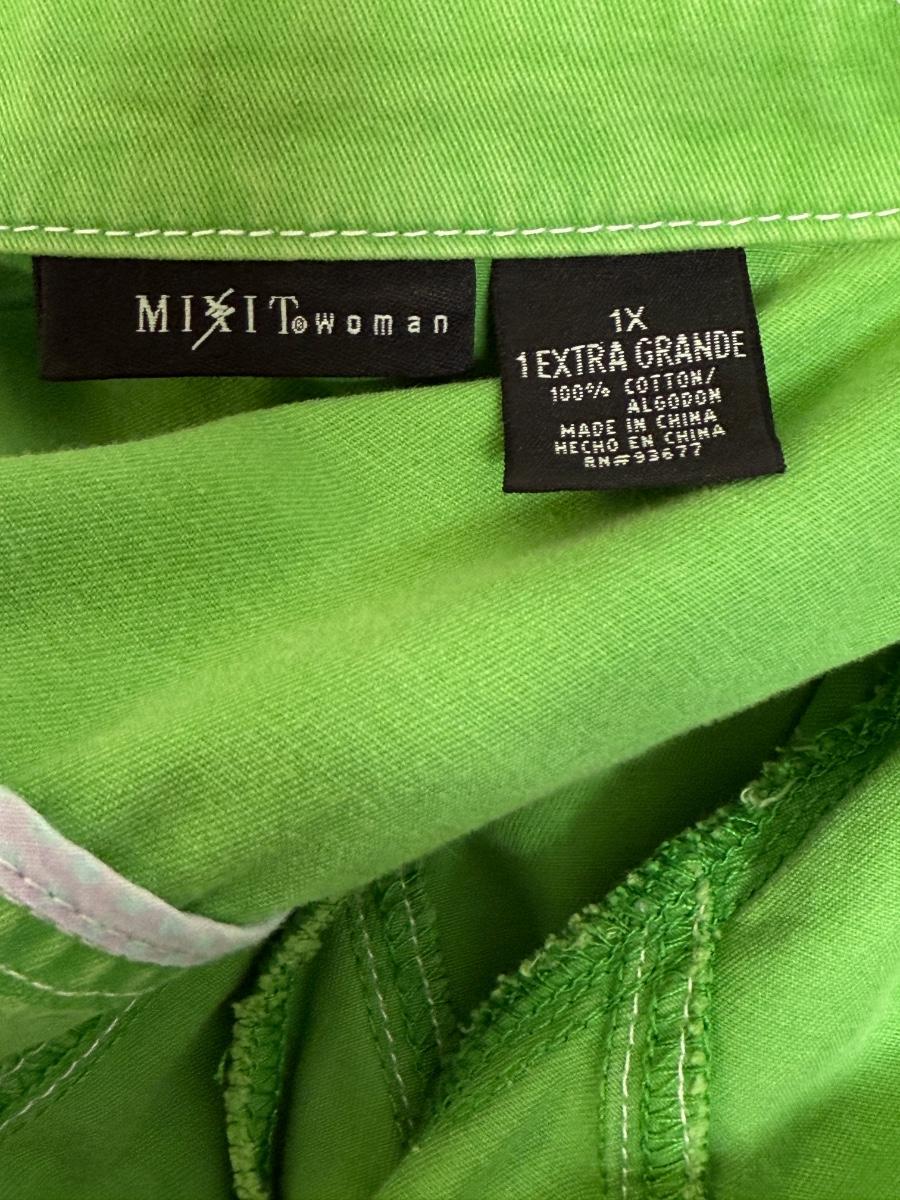 MIXIT® woman
1X
1 EXTRA GRANDE
100% COTTON/
ALGODON
MADE IN CHINA
HECHO EN CHINA
RN#93677